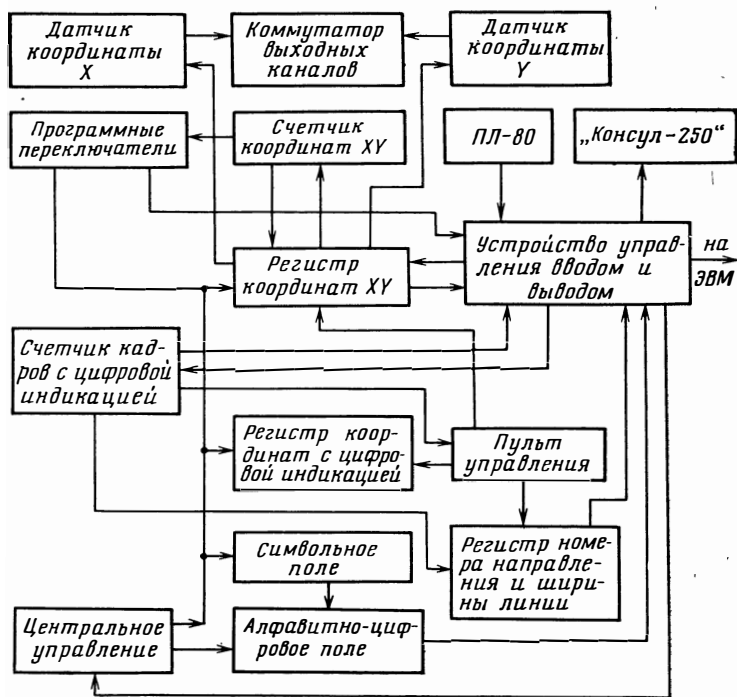 Датчик
координаты
X
Коммутатор
выходных
каналов
Датчик
координаты
Y
Программные
переключатели
Счетчик
координат XY
ПЛ-80
„Консул-250“
Регистр
координат XY
Устройство управ-
ления вводом и
выводом
на
ЭВМ
Счетчик кад-
ров с цифровой
индикацией
Регистр коор-
динат с цифро-
вой индикацией
Пульт
управления
Символьное
поле
Регистр номе-
ра направле-
ния и шири-
ны линии
Центральное
управление
Алфавитно-циф-
ровое поле